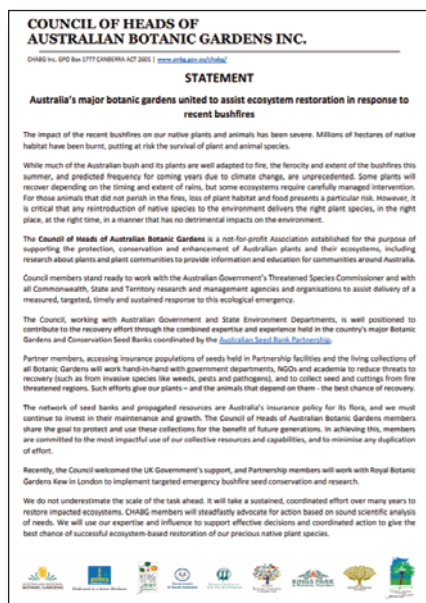 COUNCIL OF HEADS OF
AUSTRALIAN BOTANIC GARDENS INC.
CHABG Inc. GPO Box 1777 CANBERRA ACT 2601 | www.anbg.gov.au/chabg/
STATEMENT
Australia's major botanic gardens united to assist ecosystem restoration in response to
recent bushfires
The impact of the recent bushfires on our native plants and animals has been severe. Millions of hectares of native
habitat have been burnt, putting at risk the survival of plant and animal species.
While much of the Australian bush and its plants are well adapted to fire, the ferocity and extent of the bushfires this
summer, and predicted frequency for coming years due to climate change, are unprecedented. Some plants will
recover depending on the timing and extent of rains, but some ecosystems require carefully managed intervention.
For those animals that did not perish in the fires, loss of habitat and food presents a particular risk. However, it
is critical that any reintroduction of native species to the environment delivers the right plant species, in the right
place, at the right time, in a manner that has no detrimental impacts on the environment.
The Council of Heads of Australian Botanic Gardens is a not-for-profit Association established for the purpose of
supporting the protection, conservation and enhancement of Australian plants and their ecosystems, including
research about plants and plant communities to provide information and education for communities around Australia.
Council members stand ready to work with the Australian Government's Threatened Species Commissioner and with
all Commonwealth, State and Territory research and management agencies and organisations to assist delivery of a
measured, targeted, timely and sustained response to this ecological emergency.
The Council, working with Australian Government and State Environment Departments, is well positioned to
contribute to the recovery effort through the combined expertise and experience held in the country's major Botanic
Gardens and Conservation Seed Banks coordinated by the Australian Seed Bank Partnership.
Partner members, accessing insurance populations of seeds held in Partnership facilities and the living collections of
all Botanic Gardens will work hand-in-hand with government departments, NGOs and academia to reduce threats to
recovery (such as from invasive species like weeds, pests and pathogens), and to collect seed and cuttings from fire
threatened regions. Such efforts give our plants – and the animals that depend on them - the best chance of recovery.
The network of seed banks and propagated resources are Australia's insurance policy for its flora, and we must
continue to invest in their maintenance and growth. The Council of Heads of Australian Botanic Gardens members
share the goal to protect and use these collections for the benefit of future generations. In achieving this, members
are committed to the most impactful use of our collective resources and capabilities, and to minimise any duplication
of effort.
Recently, the Council welcomed the UK Government's support, and Partnership members will work with Royal Botanic
Gardens Kew in London to implement targeted emergency bushfire seed conservation and research.
We do not underestimate the scale of the task ahead. It will take a sustained, coordinated effort over many years to
restore impacted ecosystems. CHABG members will steadfastly advocate for action based on sound scientific analysis
of needs. We will use our expertise and influence to support effective decisions and coordinated action to give the
best chance of successful ecosystem-based restoration of our precious native plant species.
BOTANIC GARDENS
KINGS PARK